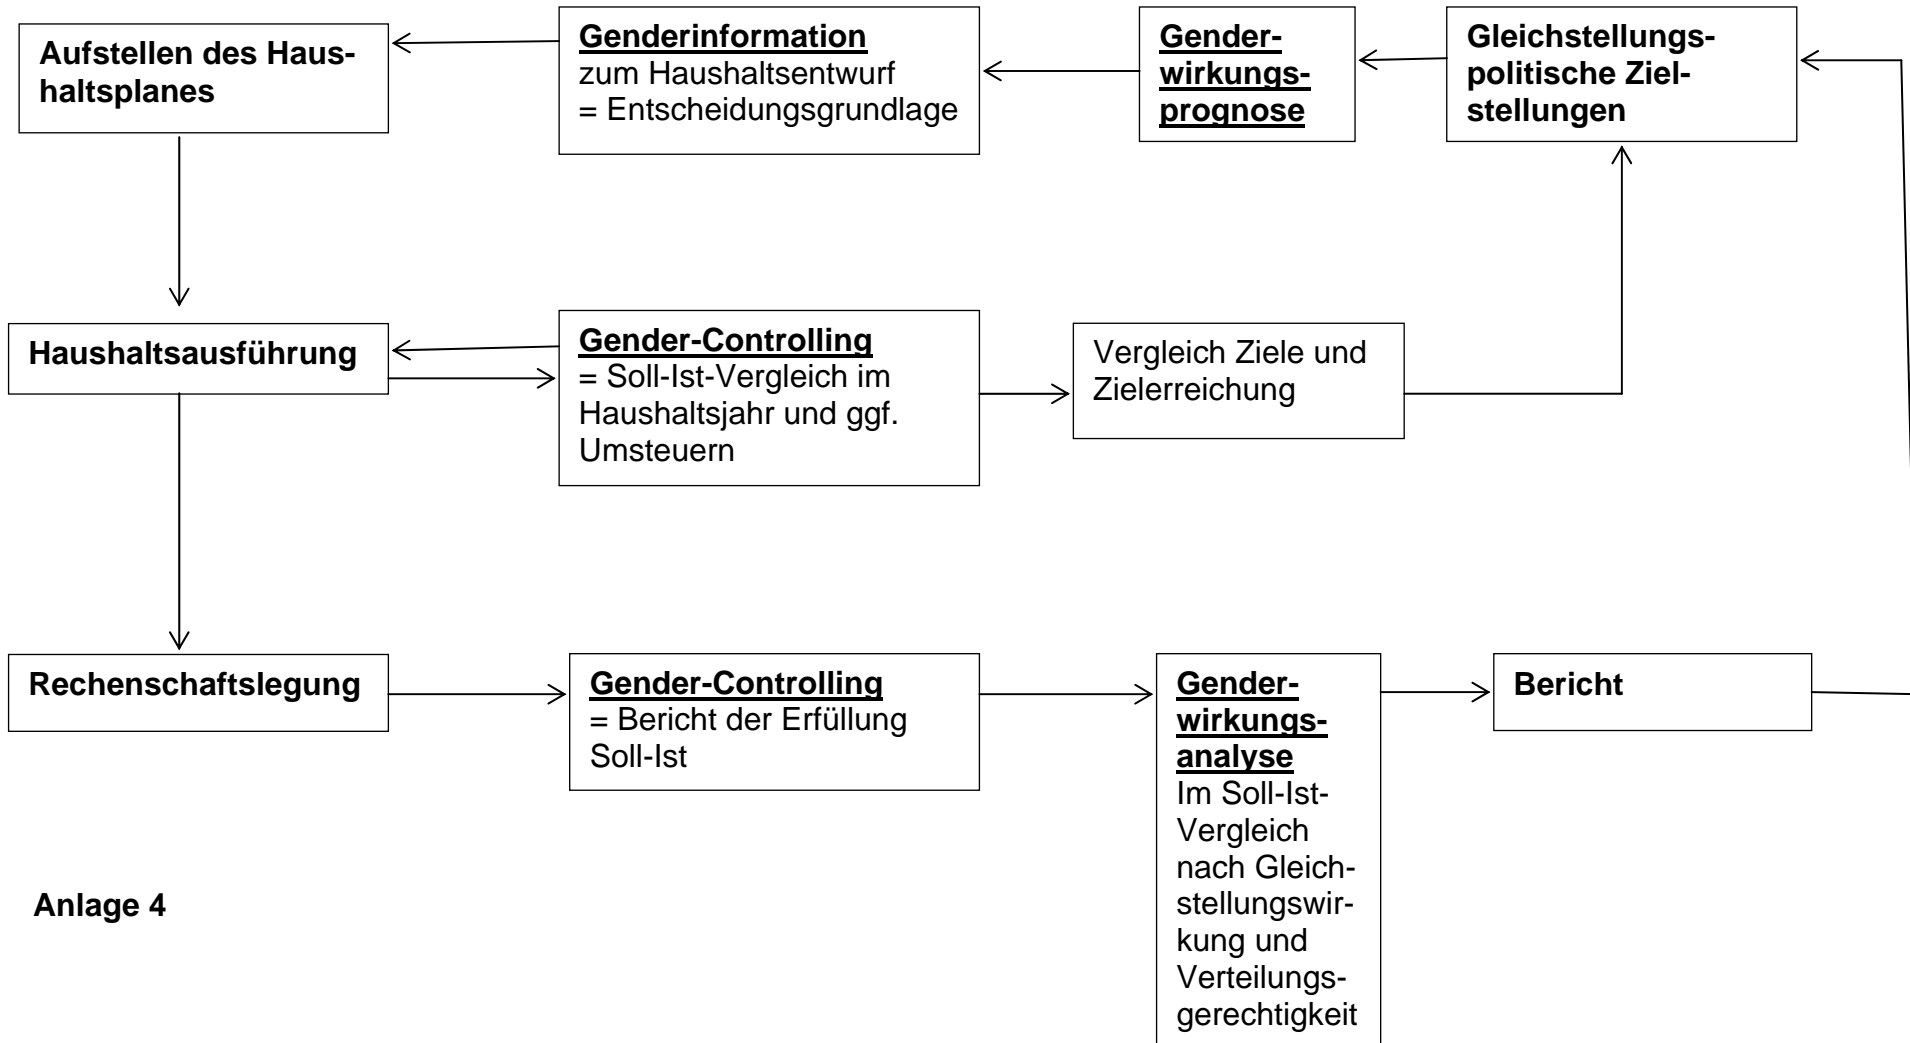 Aufstellen des Haus-
haltsplanes
Genderinformation
zum Haushaltsentwurf
= Entscheidungsgrundlage
Gender-
wirkungs-
prognose
Gleichstellungs-
politische Ziel-
stellungen
Haushaltsausführung
Gender-Controlling
= Soll-Ist-Vergleich im
Haushaltsjahr und ggf.
Umsteuern
Vergleich Ziele und
Zielerreichung
Rechenschaftslegung
Gender-Controlling
= Bericht der Erfüllung
Soll-Ist
Gender-
wirkungs-
analyse
Im Soll-Ist-
Vergleich
nach Gleich-
stellungswir-
kung und
Verteilungs-
gerechtigkeit
Bericht
Anlage 4